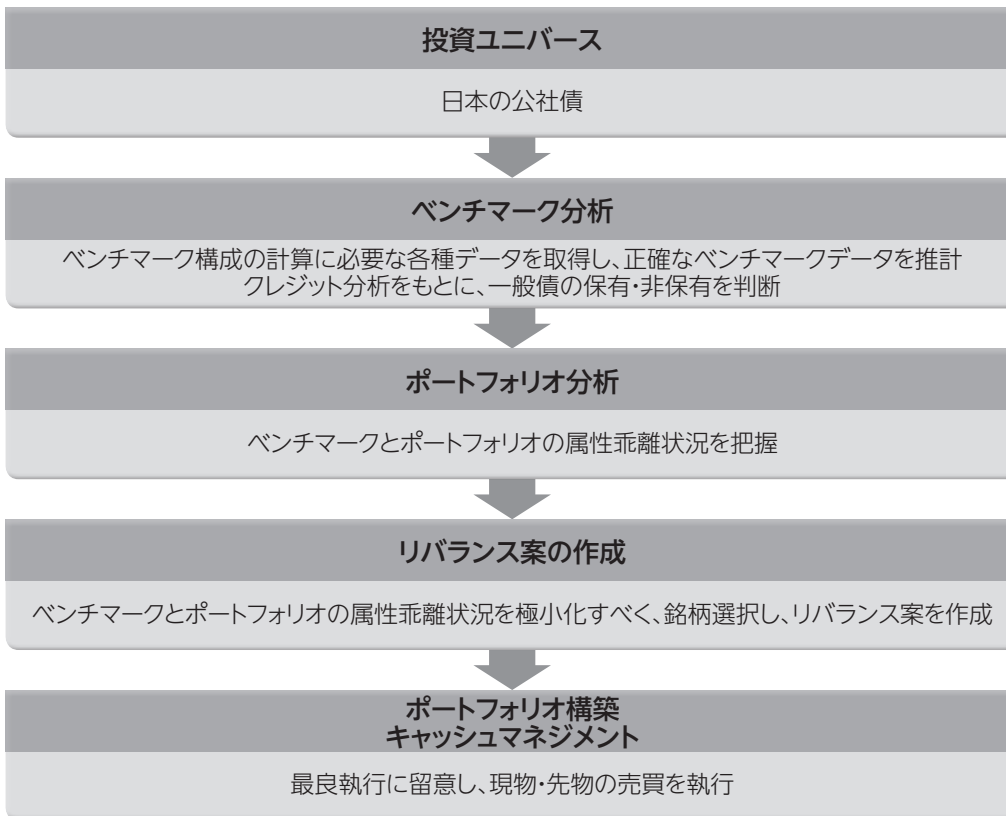 投資ユニバース
日本の公社債
ベンチマーク分析
ベンチマーク構成の計算に必要な各種データを取得し、正確なベンチマークデータを推計
クレジット分析をもとに、一般債の保有・非保有を判断
ポートフォリオ分析
ベンチマークとポートフォリオの属性乖離状況を把握
リバランス案の作成
ベンチマークとポートフォリオの属性乖離状況を極小化すべく、銘柄選択し、リバランス案を作成
ポートフォリオ構築
キャッシュマネジメント
最良執行に留意し、現物・先物の売買を執行